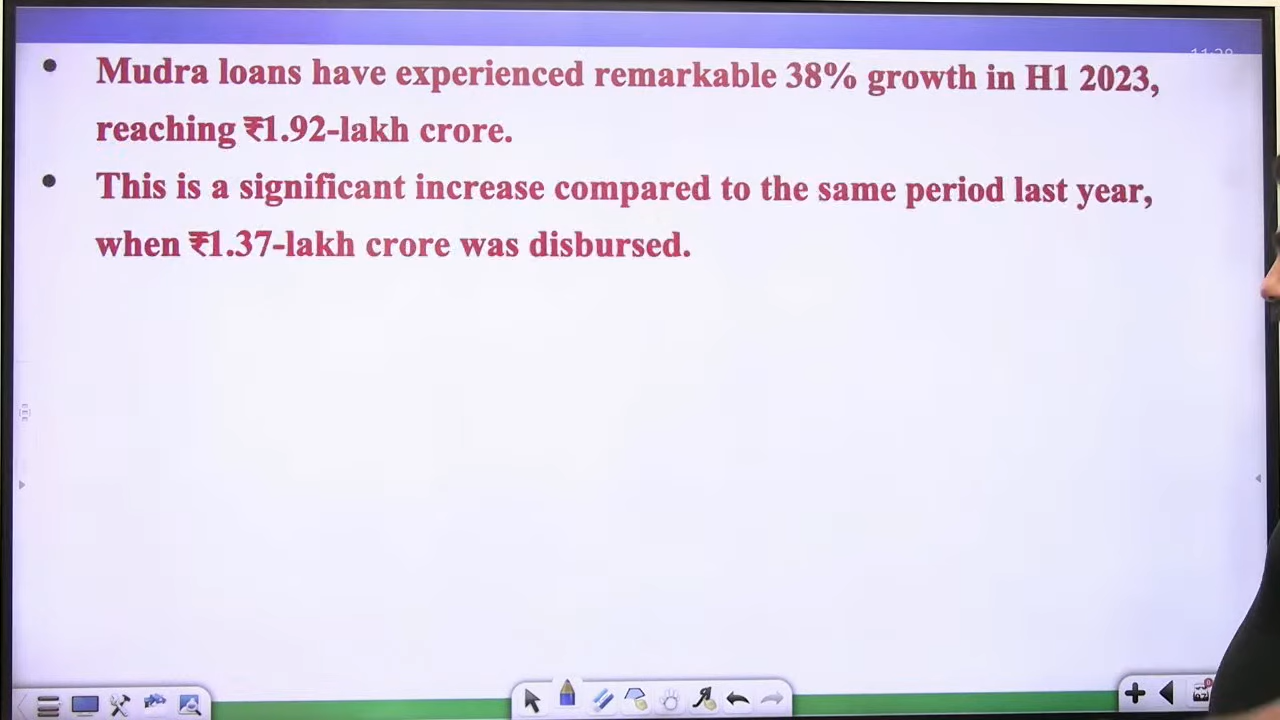 • Mudra loans have experienced remarkable 38% growth in H1 2023,
reaching ₹1.92-lakh crore.
• This is a significant increase compared to the same period last year,
when ₹1.37-lakh crore was disbursed.